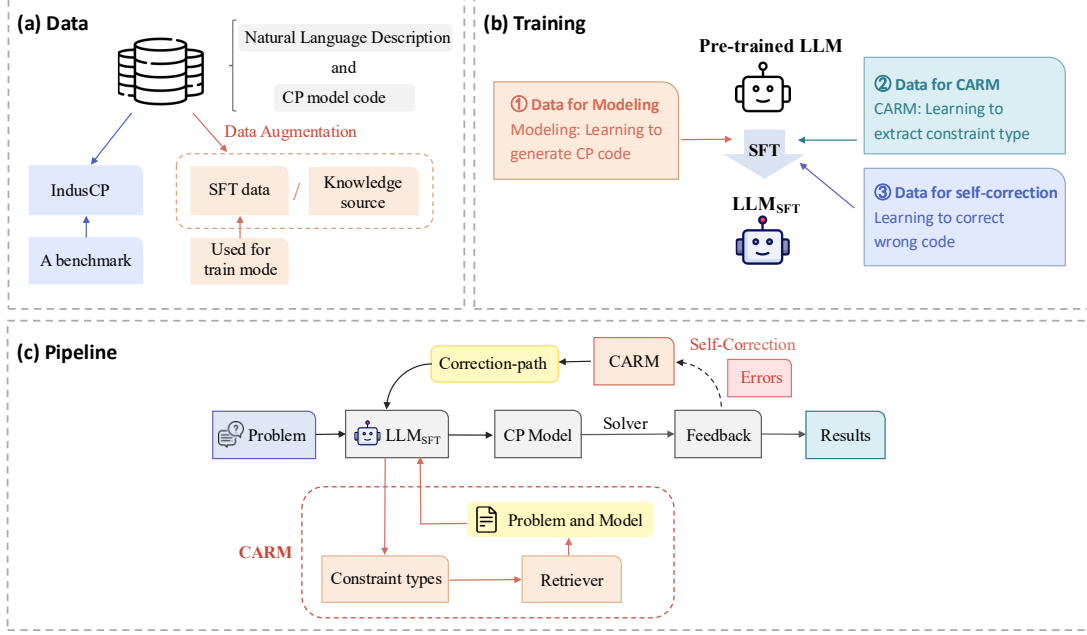 (a) Data
Natural Language Description
and
CP model code
Data Augmentation
IndusCP
SFT data
/
Knowledge
source
A benchmark
Used for
train mode
(b) Training
Pre-trained LLM
① Data for Modeling
Modeling: Learning to
generate CP code
② Data for CARM
CARM: Learning to
extract constraint type
SFT
③ Data for self-correction
Learning to correct
wrong code
LLMSFT
(c) Pipeline
Self-Correction
Correction-path
CARM
Errors
Problem
LLMSFT
CP Model
Solver
Feedback
Results
Problem and Model
CARM
Constraint types
Retriever